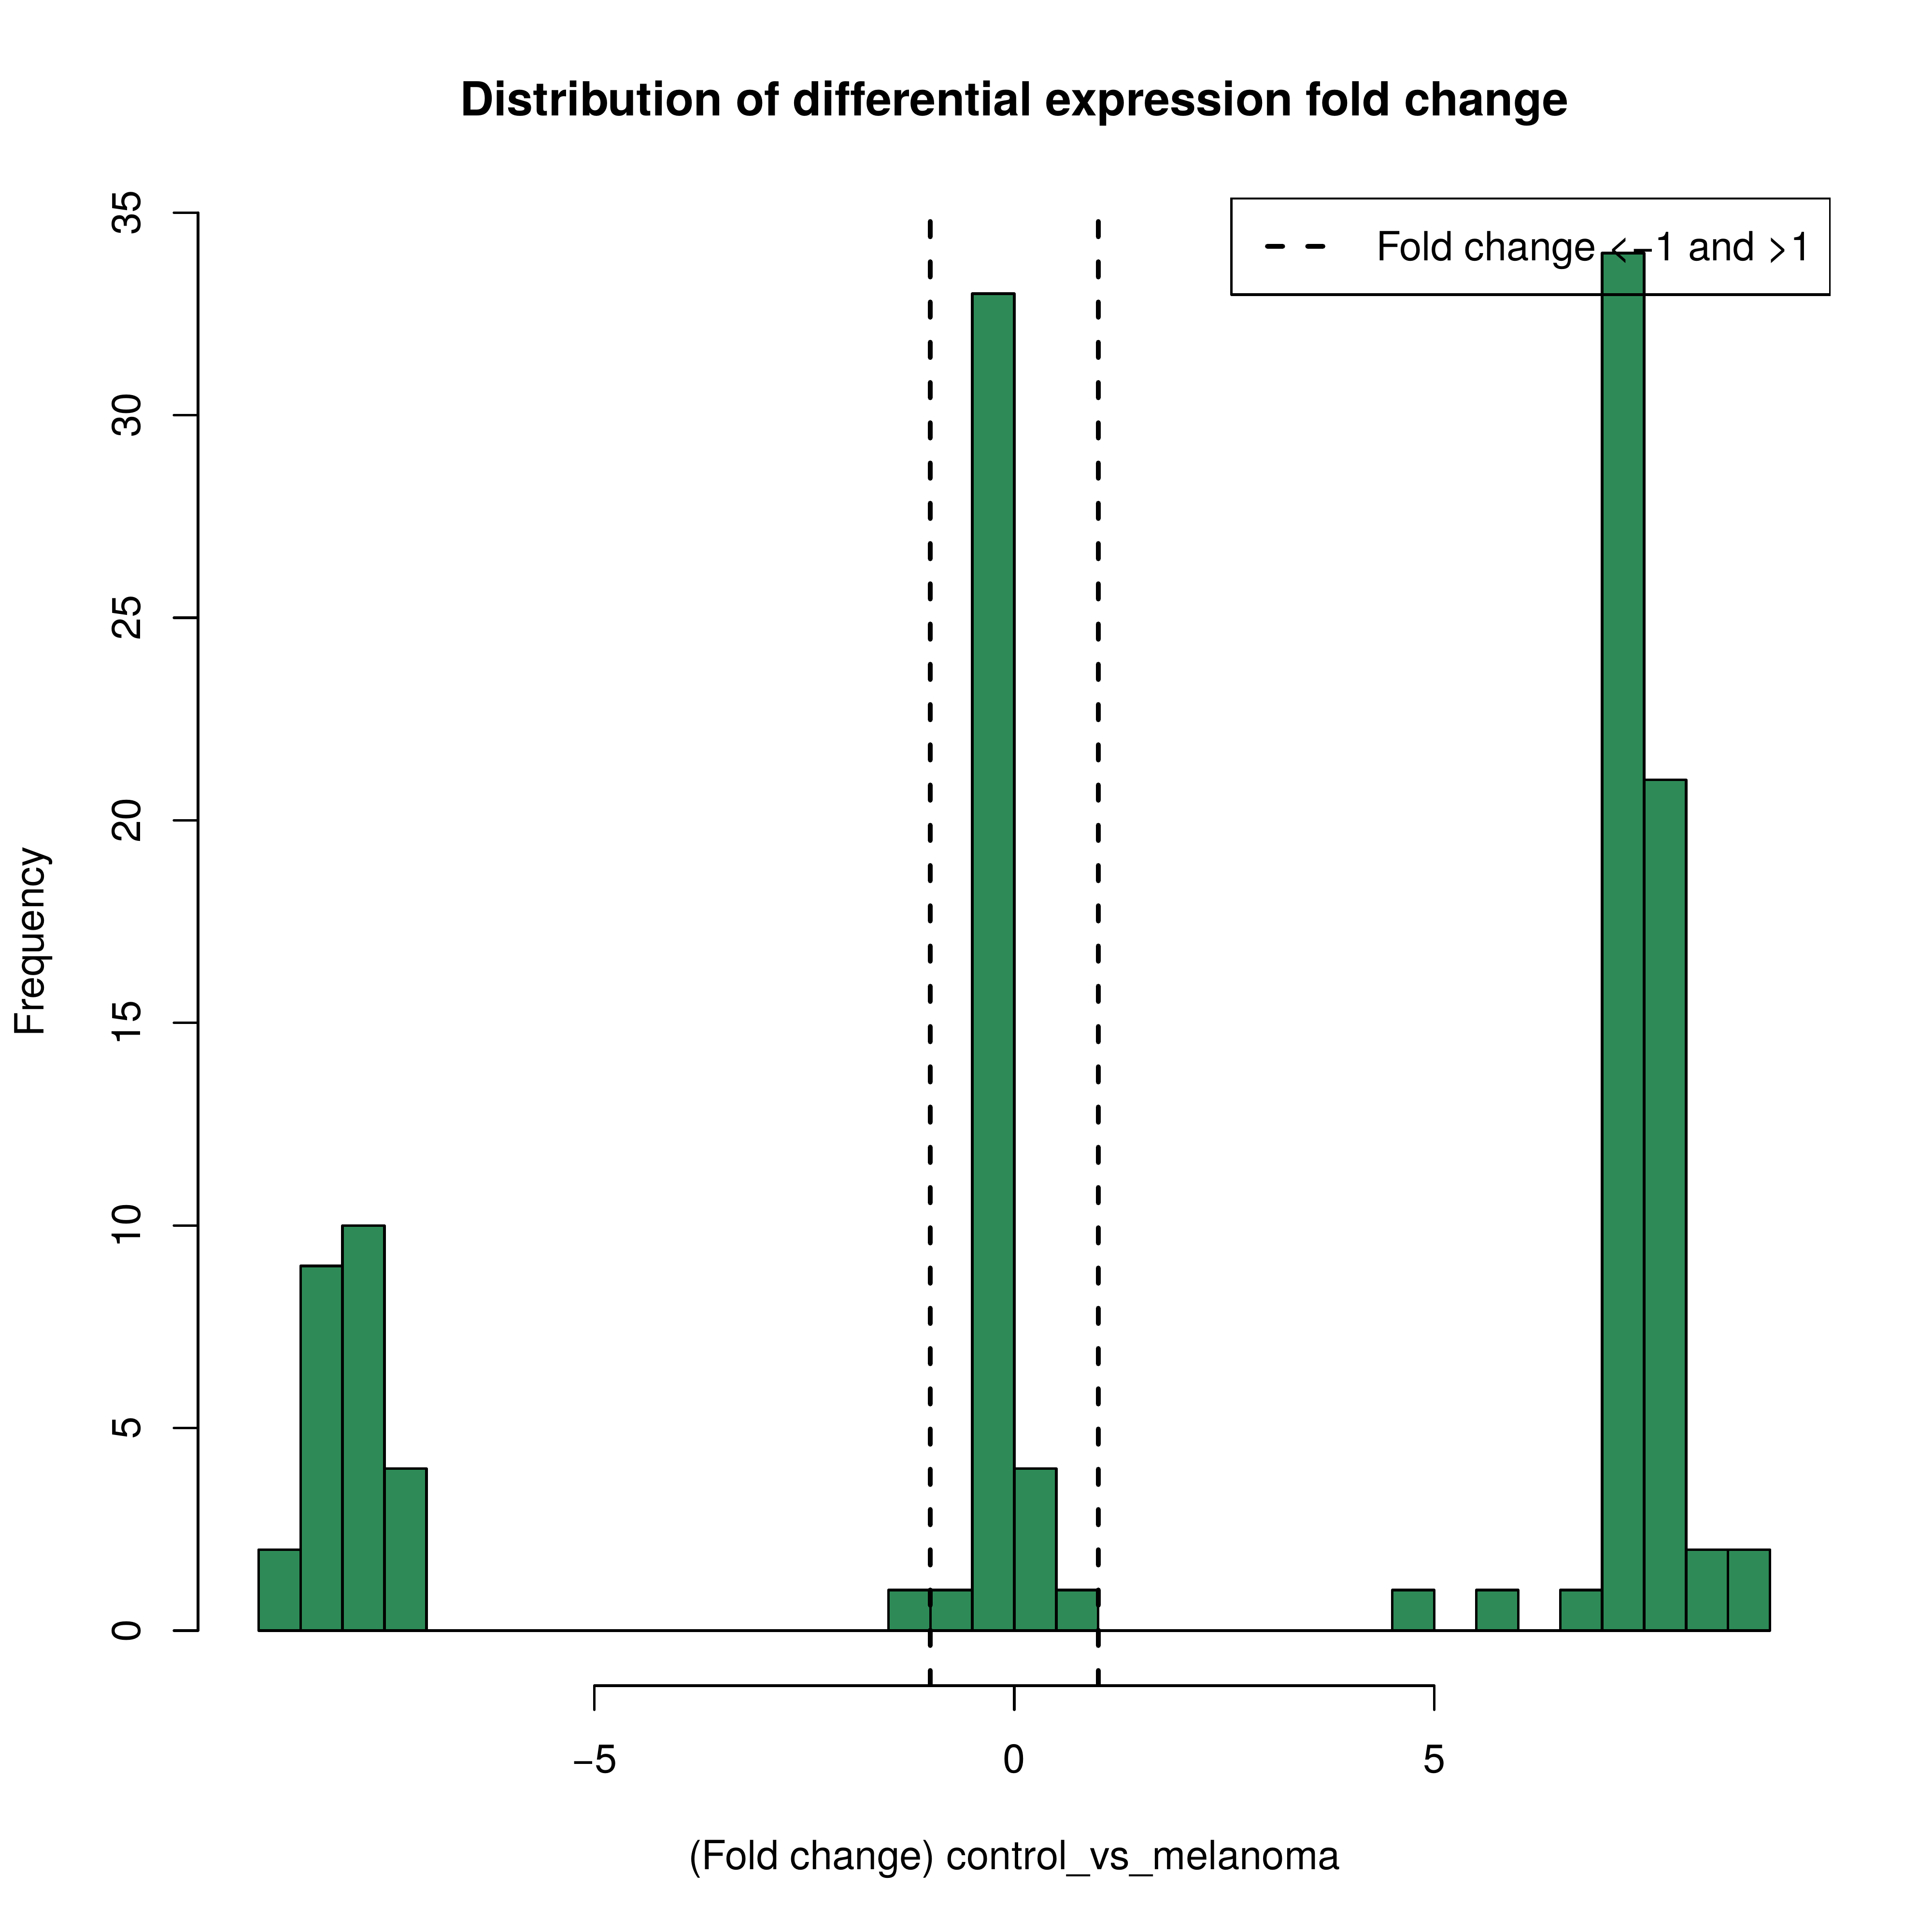 Distribution of differential expression fold change
Fold change <−1 and >1
35
30
25
20
15
10
5
0
Frequency
−5 0 5
(Fold change) control_vs_melanoma